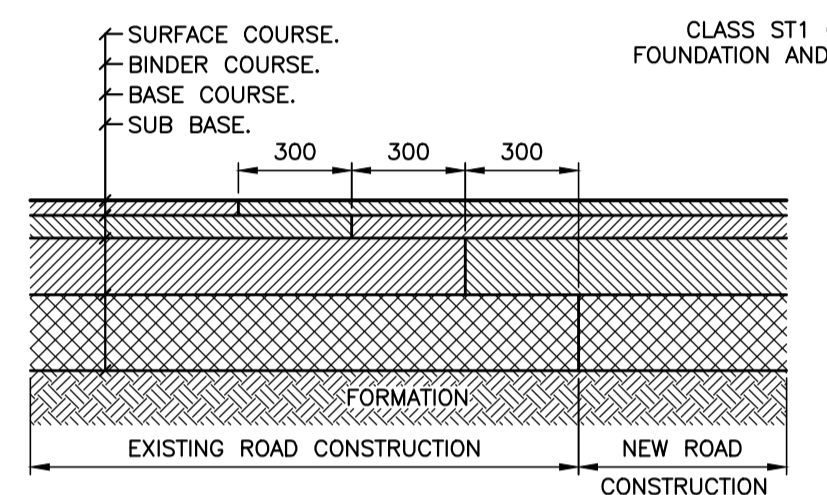 SURFACE COURSE.
BINDER COURSE.
BASE COURSE.
SUB BASE.
CLASS ST1
FOUNDATION AND
300 300 300
FORMATION
EXISTING ROAD CONSTRUCTION
NEW ROAD
CONSTRUCTION